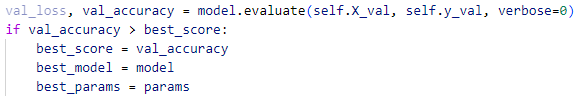 val_loss, val_accuracy = model.evaluate(self.X_val, self.y_val, verbose=0)
if val_accuracy > best_score:
    best_score = val_accuracy
    best_model = model
    best_params = params